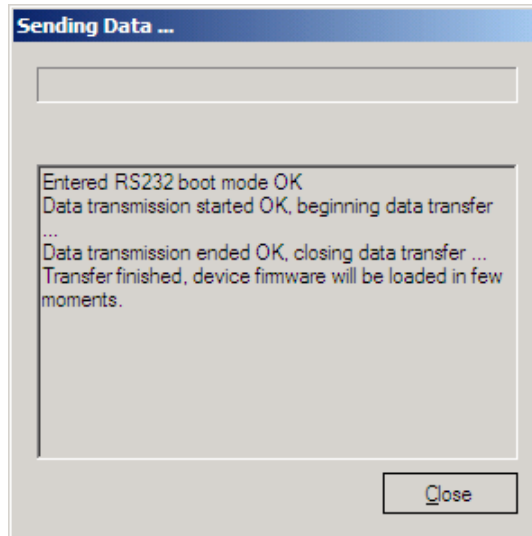 Sending Data ...
Entered RS232 boot mode OK
Data transmission started OK, beginning data transfer
...
Data transmission ended OK, closing data transfer ...
Transfer finished, device firmware will be loaded in few
moments.
Close